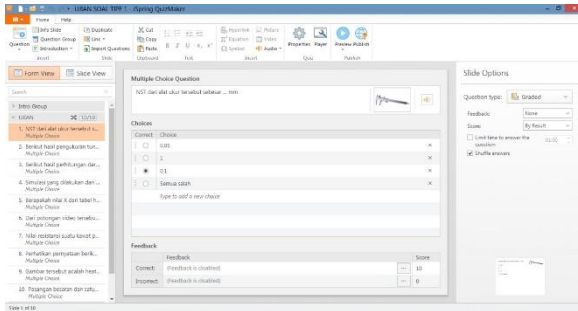 UJIAN SOAL TIPE 1 - iSpring QuizMaker
Home Help
Question
Info Slide
Question Group
Introduction
Insert
Duplicate
Link
Import Questions
Slide
Paste
Cut
Copy
Paste
Clipboard
B I U
Text
Hyperlink Picture
Equation Video
Symbol Audio
Insert
Properties Player
Quiz
Preview Publish
Publish
Form View Slide View
Search
Intro Group
UJIAN 10/10
1. NST dari alat ukur tersebut s...
Multiple Choice
2. Berikut hasil pengukuran tun...
Multiple Choice
3. Berikut hasil perhitungan dar...
Multiple Choice
4. Simulasi yang dilakukan dan ...
Multiple Choice
5. Berapakah nilai X dari tabel h...
Multiple Choice
6. Dari potongan video tersebu...
Multiple Choice
7. Nilai resistansi suatu kawat p...
Multiple Choice
8. Perhatikan pernyataan berik...
Multiple Choice
9. Gambar tersebut adalah heat...
Multiple Choice
10. Pasangan besaran dan satu...
Multiple Choice
Slide 1 of 10
Multiple Choice Question
NST dari alat ukur tersebut sebesar ... mm
Choices
Correct Choice
0,01
1
0,1
Semua salah
Type to add a new choice
Feedback
Feedback Score
Correct: (Feedback is disabled) ... 10
Incorrect: (Feedback is disabled) ... 0
Slide Options
Question type: Graded
Feedback: None
Score: By Result
Limit time to answer the question: 01:00
Shuffle answers